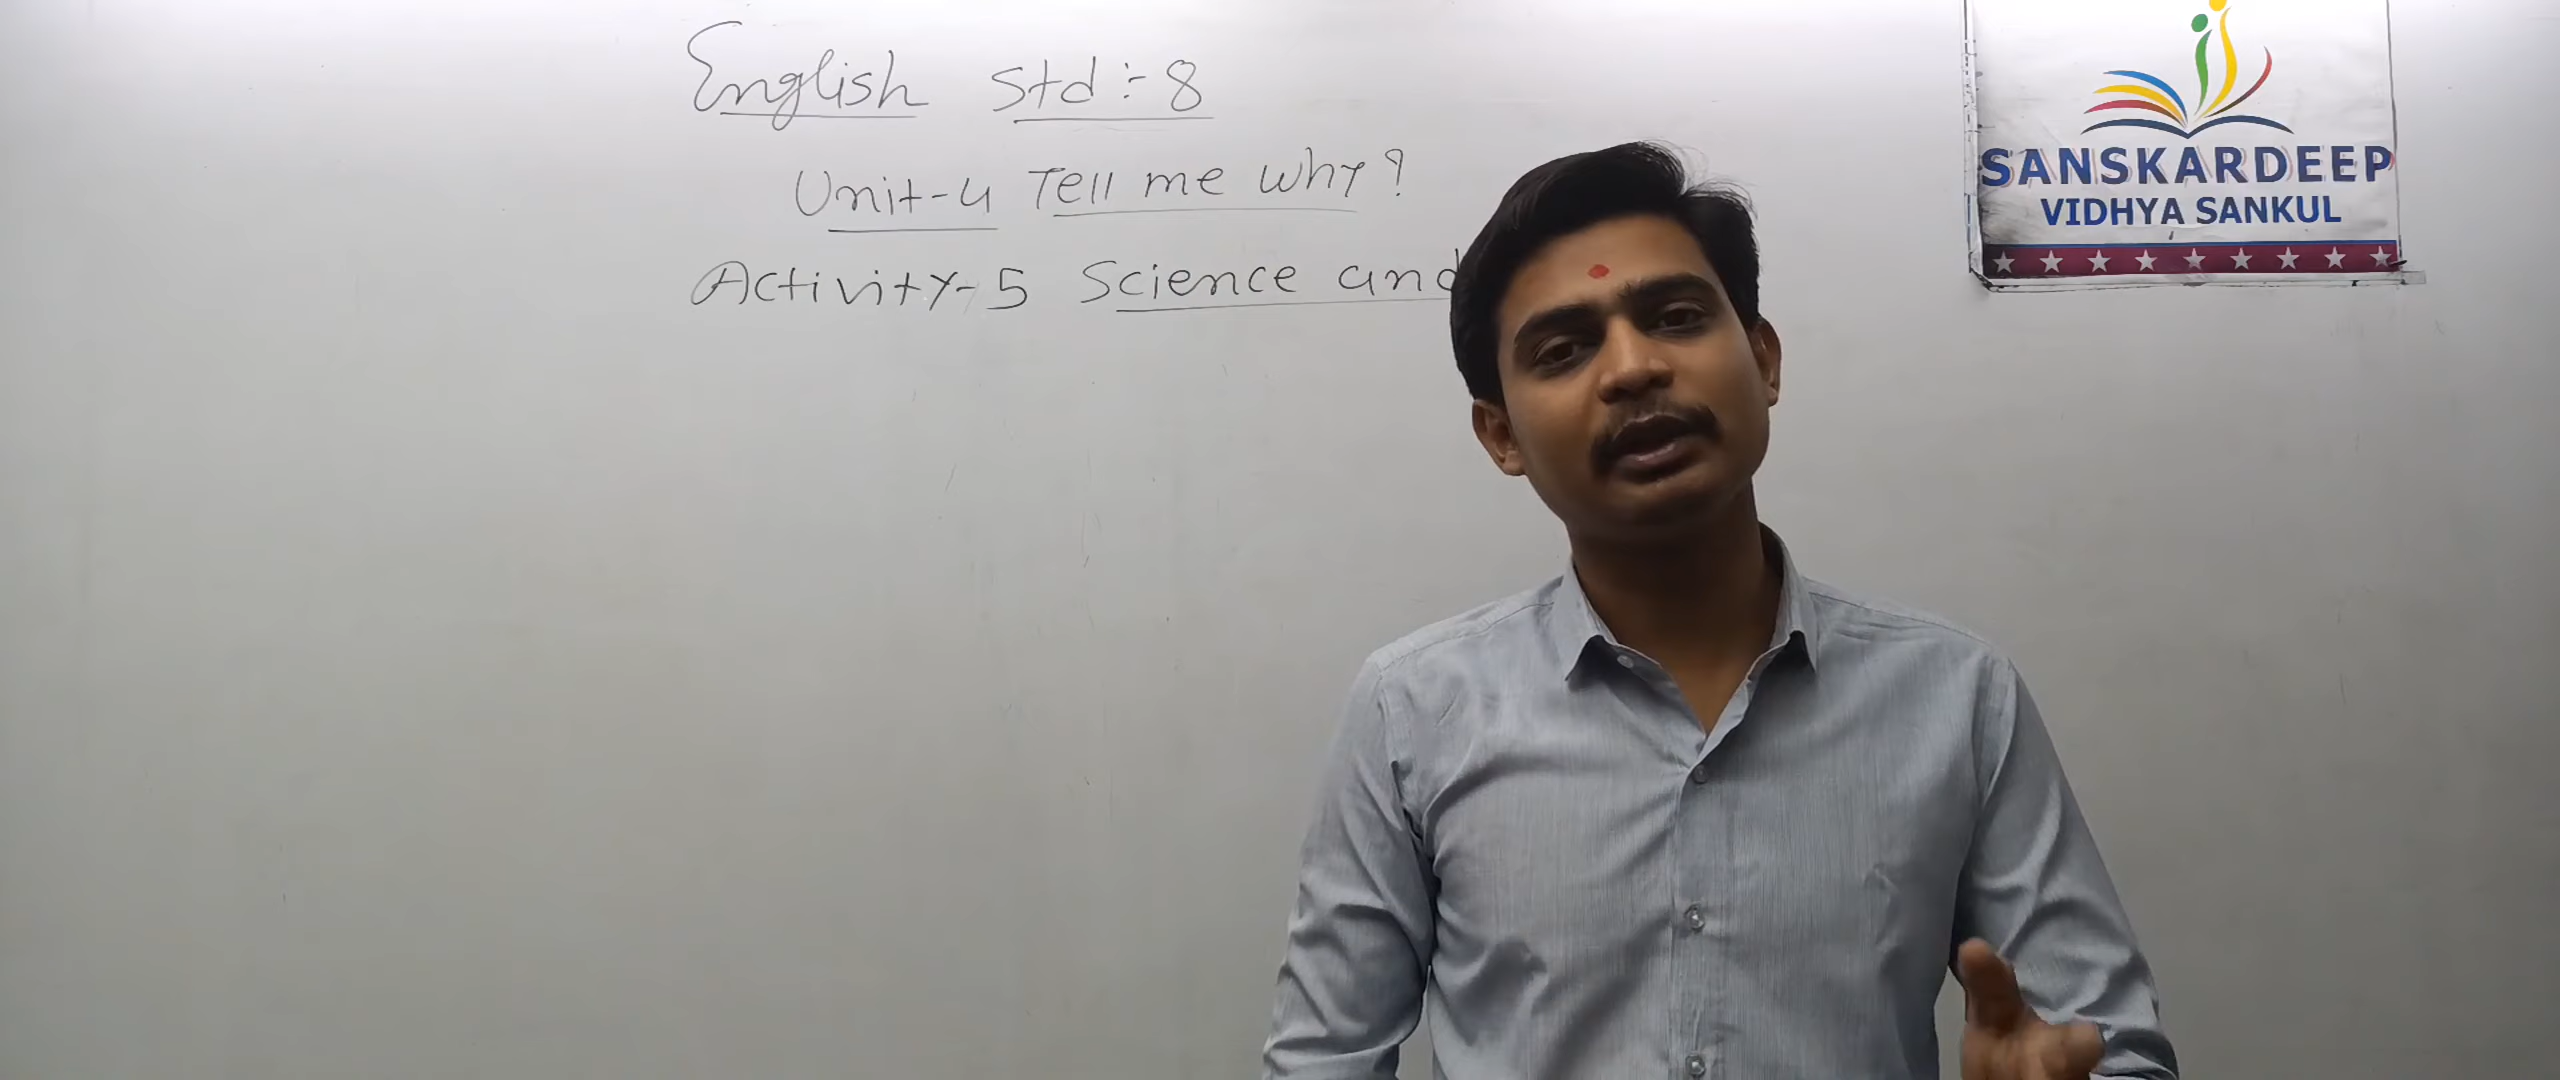 English Std :- 8
Unit-4 Tell me why?
Activity-5 Science and
SANSKARDEEP
VIDHYA SANKUL